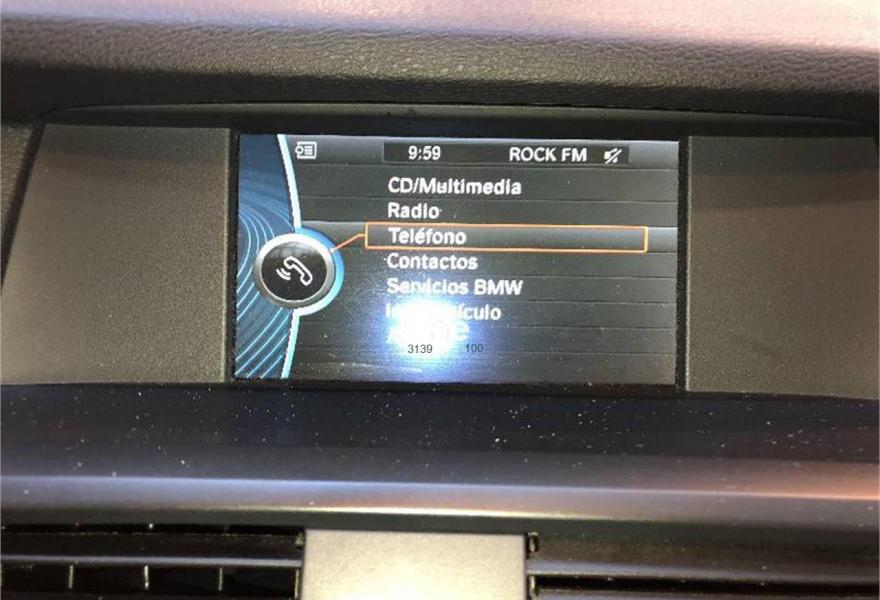 9:59 ROCK FM
CD/Multimedia
Radio
Teléfono
Contactos
Servicios BMW
3139 100